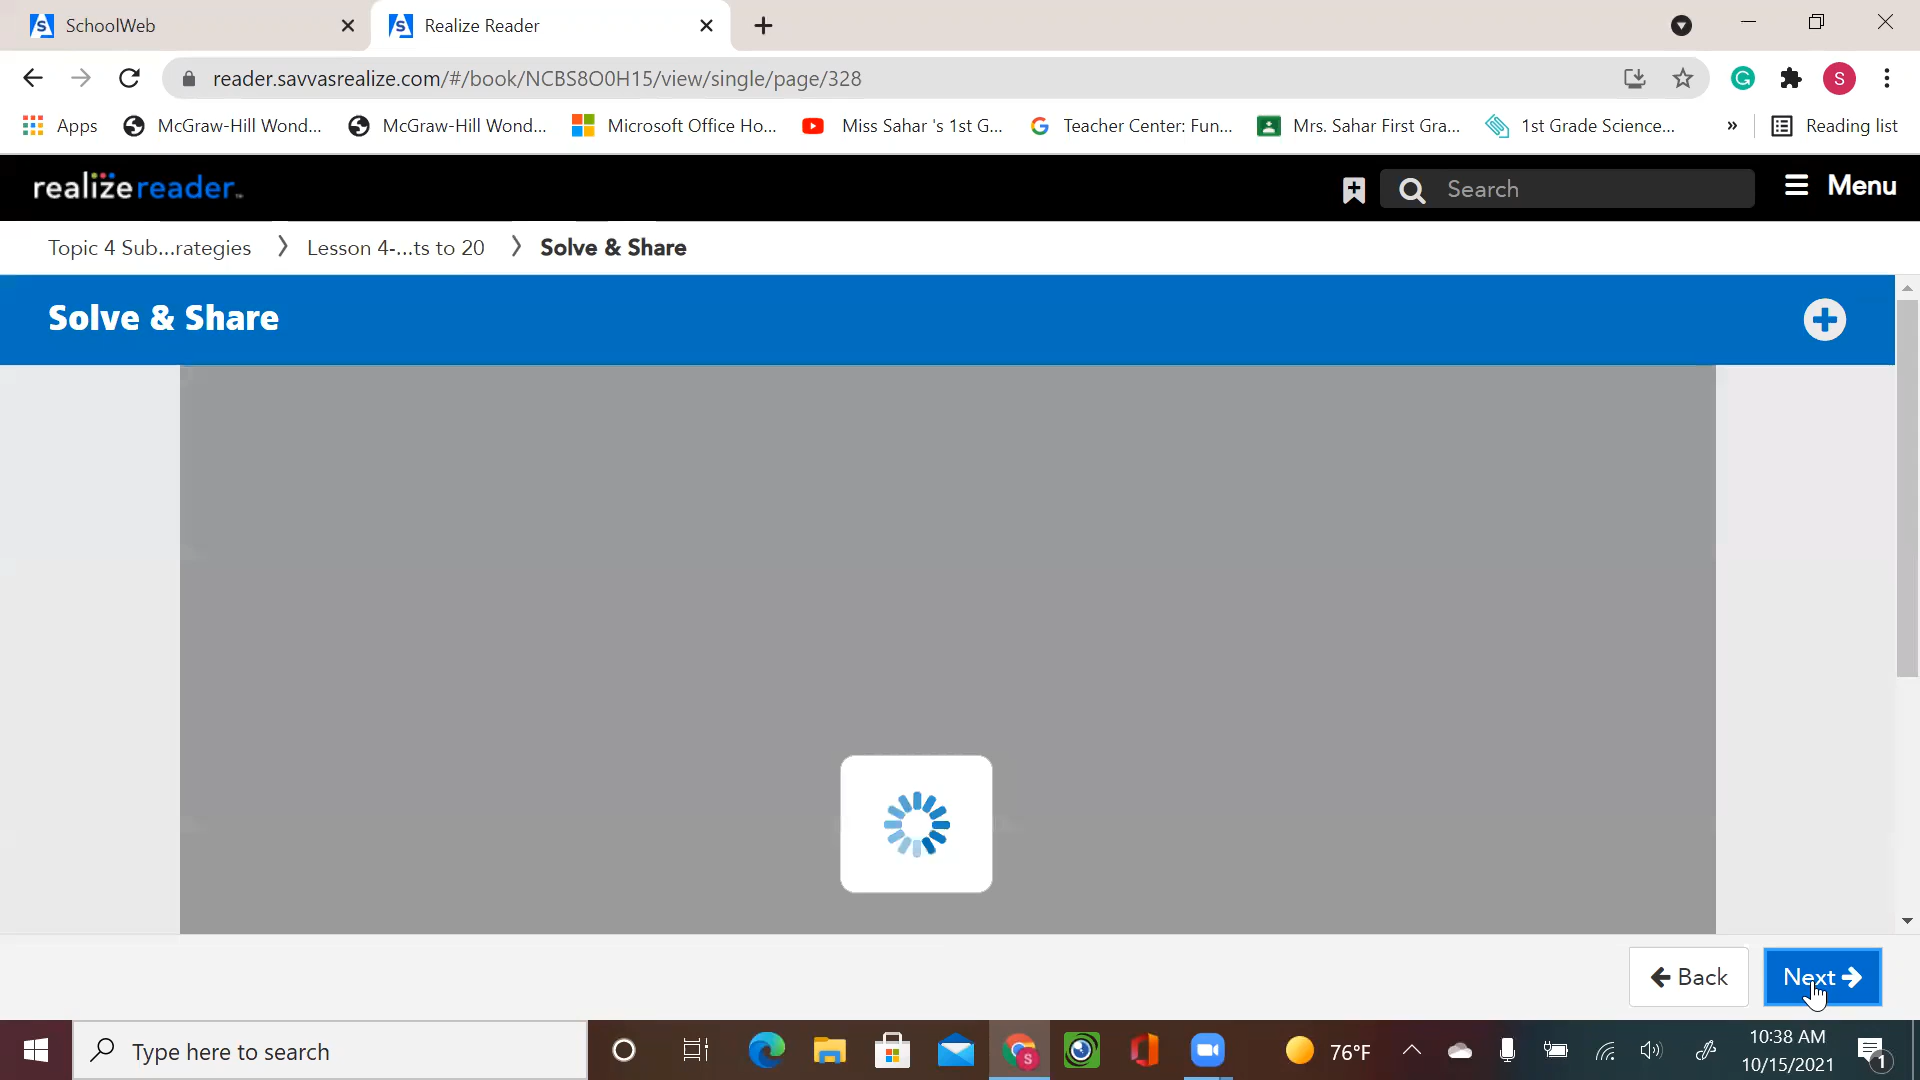 SchoolWeb
Realize Reader
reader.savvasrealize.com/#/book/NCBS8O0H15/view/single/page/328
S
Apps
McGraw-Hill Wond...
McGraw-Hill Wond...
Microsoft Office Ho...
Miss Sahar 's 1st G...
Teacher Center: Fun...
Mrs. Sahar First Gra...
1st Grade Science...
»
Reading list
realizereader™
Search
Menu
Topic 4 Sub...rategies
Lesson 4-...ts to 20
Solve & Share
Solve & Share
Back
Next
Type here to search
76°F
10:38 AM
10/15/2021
1